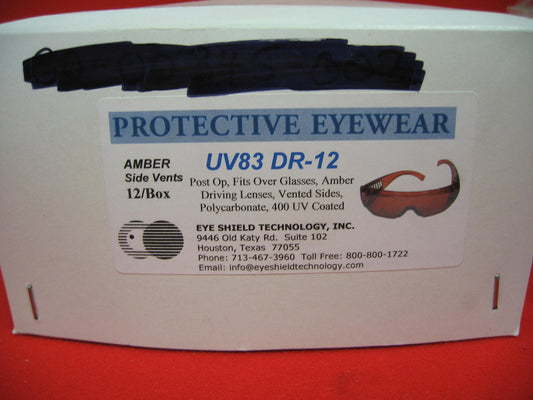 PROTECTIVE EYEWEAR
AMBER
Side Vents
12/Box
UV83 DR-12
Post Op, Fits Over Glasses, Amber
Driving Lenses, Vented Sides,
Polycarbonate, 400 UV Coated
EYE SHIELD TECHNOLOGY, INC.
9446 Old Katy Rd. Suite 102
Houston, Texas 77055
Phone: 713-467-3960 Toll Free: 800-800-1722
Email: info@eyeshieldtechnology.com